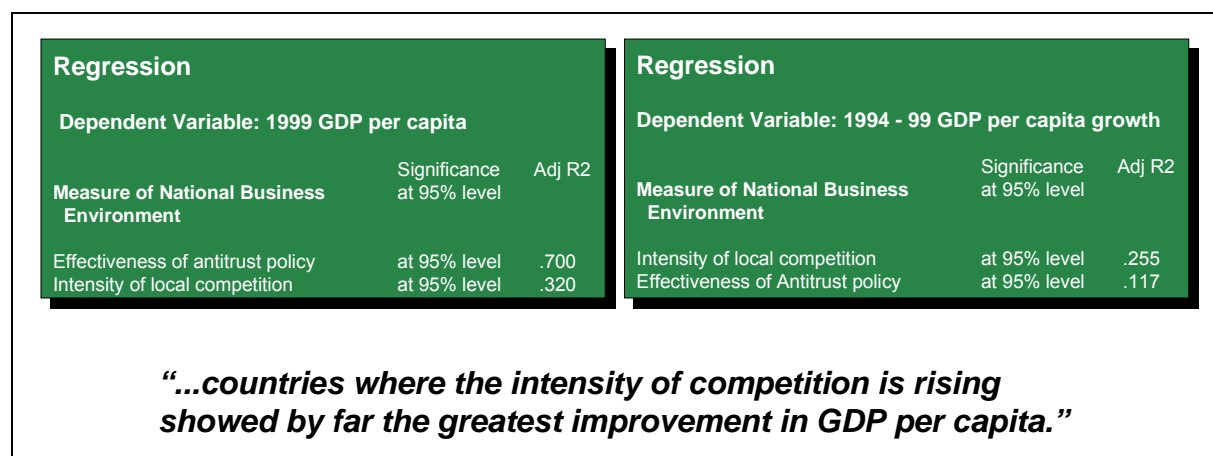 Regression
Dependent Variable: 1999 GDP per capita
Significance Adj R2
Measure of National Business at 95% level
Environment
Effectiveness of antitrust policy at 95% level .700
Intensity of local competition at 95% level .320
Regression
Dependent Variable: 1994 - 99 GDP per capita growth
Significance Adj R2
Measure of National Business at 95% level
Environment
Intensity of local competition at 95% level .255
Effectiveness of Antitrust policy at 95% level .117
“...countries where the intensity of competition is rising
showed by far the greatest improvement in GDP per capita.”